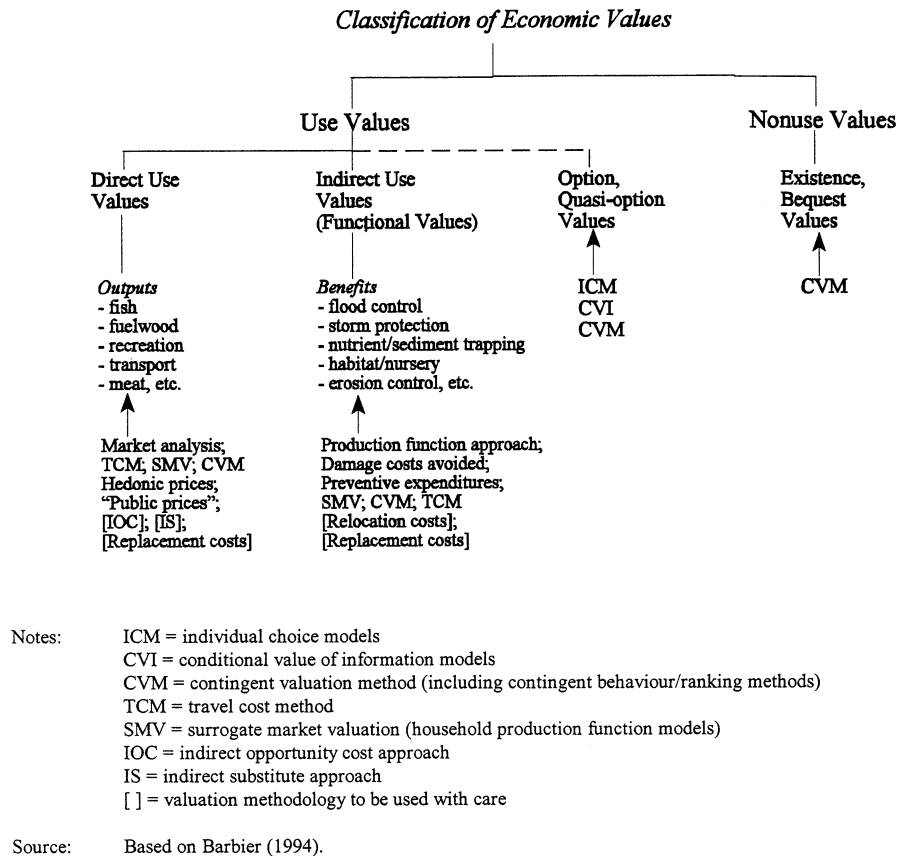 Classification of Economic Values
Use Values
Nonuse Values
Direct Use
Values
Indirect Use
Values
(Functional Values)
Option,
Quasi-option
Values
Existence,
Bequest
Values
Outputs
- fish
- fuelwood
- recreation
- transport
- meat, etc.
Benefits
- flood control
- storm protection
- nutrient/sediment trapping
- habitat/nursery
- erosion control, etc.
ICM
CVI
CVM
CVM
Market analysis;
TCM; SMV; CVM
Hedonic prices;
“Public prices”;
[IOC]; [IS];
[Replacement costs]
Production function approach;
Damage costs avoided;
Preventive expenditures;
SMV; CVM; TCM
[Relocation costs];
[Replacement costs]
Notes: ICM = individual choice models
CVI = conditional value of information models
CVM = contingent valuation method (including contingent behaviour/ranking methods)
TCM = travel cost method
SMV = surrogate market valuation (household production function models)
IOC = indirect opportunity cost approach
IS = indirect substitute approach
[ ] = valuation methodology to be used with care
Source: Based on Barbier (1994).